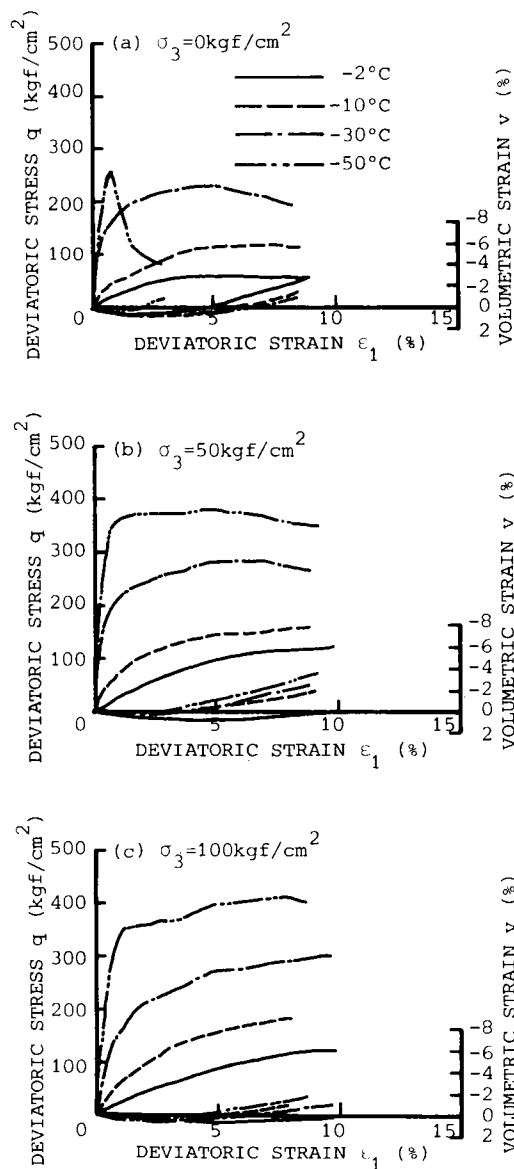 (a) σ3=0kgf/cm2
DEVIATORIC STRESS q (kgf/cm2)
500
400
300
200
100
0
-2°C
-10°C
-30°C
-50°C
VOLUMETRIC STRAIN v (%)
-8
-6
-4
-2
0
2
5
10
15
DEVIATORIC STRAIN ε1 (%)
(b) σ3=50kgf/cm2
DEVIATORIC STRESS q (kgf/cm2)
500
400
300
200
100
0
VOLUMETRIC STRAIN v (%)
-8
-6
-4
-2
0
2
5
10
15
DEVIATORIC STRAIN ε1 (%)
(c) σ3=100kgf/cm2
DEVIATORIC STRESS q (kgf/cm2)
500
400
300
200
100
0
VOLUMETRIC STRAIN v (%)
-8
-6
-4
-2
0
2
5
10
15
DEVIATORIC STRAIN ε1 (%)